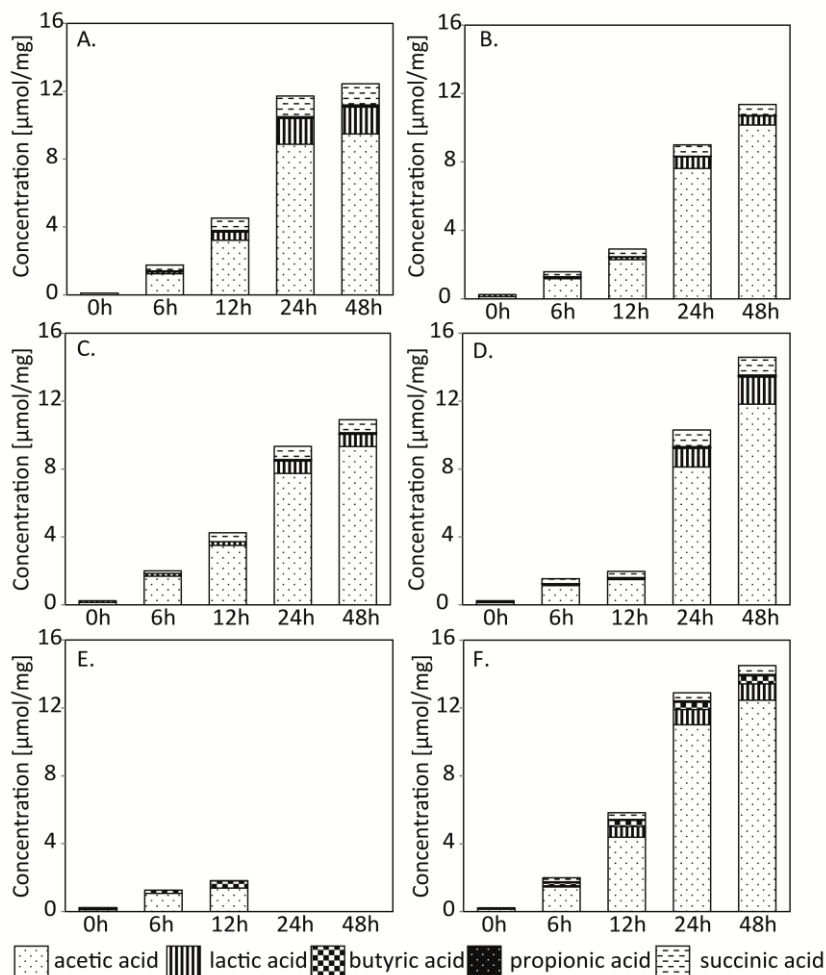 A.
Concentration [μmol/mg]
16
12
8
4
0
0h 6h 12h 24h 48h
B.
Concentration [μmol/mg]
16
12
8
4
0
0h 6h 12h 24h 48h
C.
Concentration [μmol/mg]
16
12
8
4
0
0h 6h 12h 24h 48h
D.
Concentration [μmol/mg]
16
12
8
4
0
0h 6h 12h 24h 48h
E.
Concentration [μmol/mg]
16
12
8
4
0
0h 6h 12h 24h 48h
F.
Concentration [μmol/mg]
16
12
8
4
0
0h 6h 12h 24h 48h
acetic acid lactic acid butyric acid propionic acid succinic acid